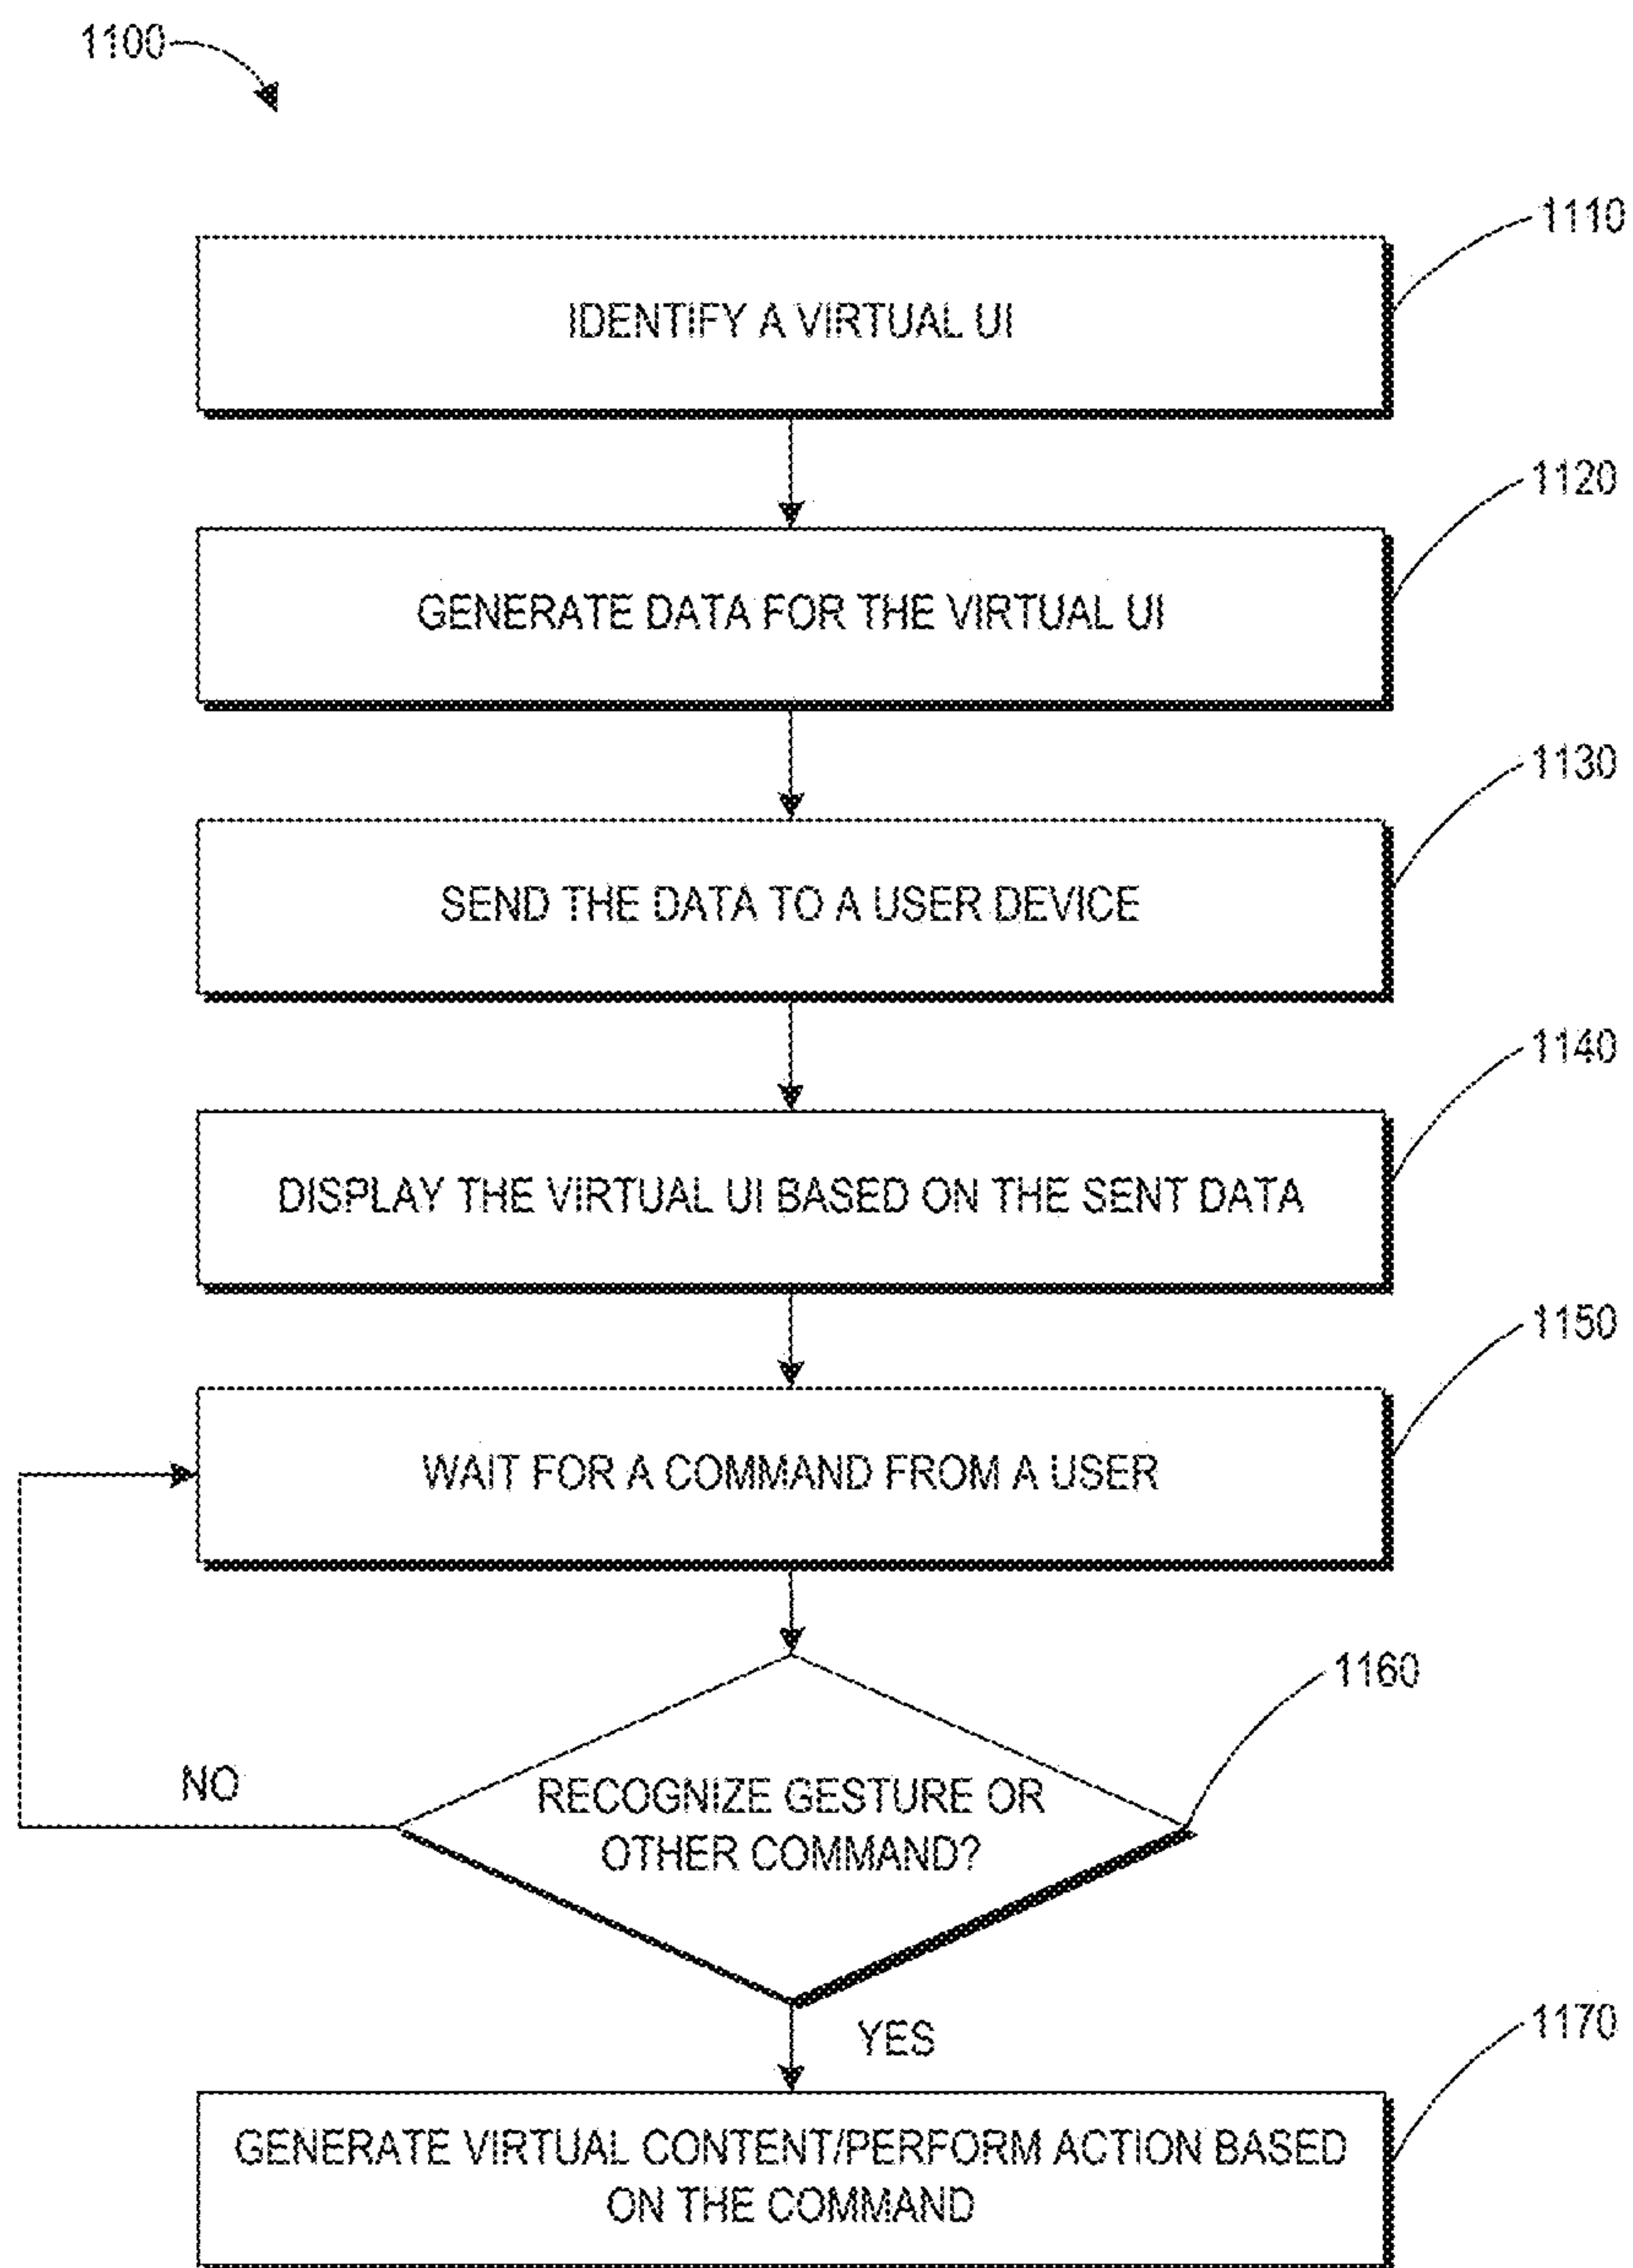 1100
1110
IDENTIFY A VIRTUAL UI
1120
GENERATE DATA FOR THE VIRTUAL UI
1130
SEND THE DATA TO A USER DEVICE
1140
DISPLAY THE VIRTUAL UI BASED ON THE SENT DATA
1150
WAIT FOR A COMMAND FROM A USER
1160
NO
RECOGNIZE GESTURE OR
OTHER COMMAND?
YES
1170
GENERATE VIRTUAL CONTENT/PERFORM ACTION BASED
ON THE COMMAND